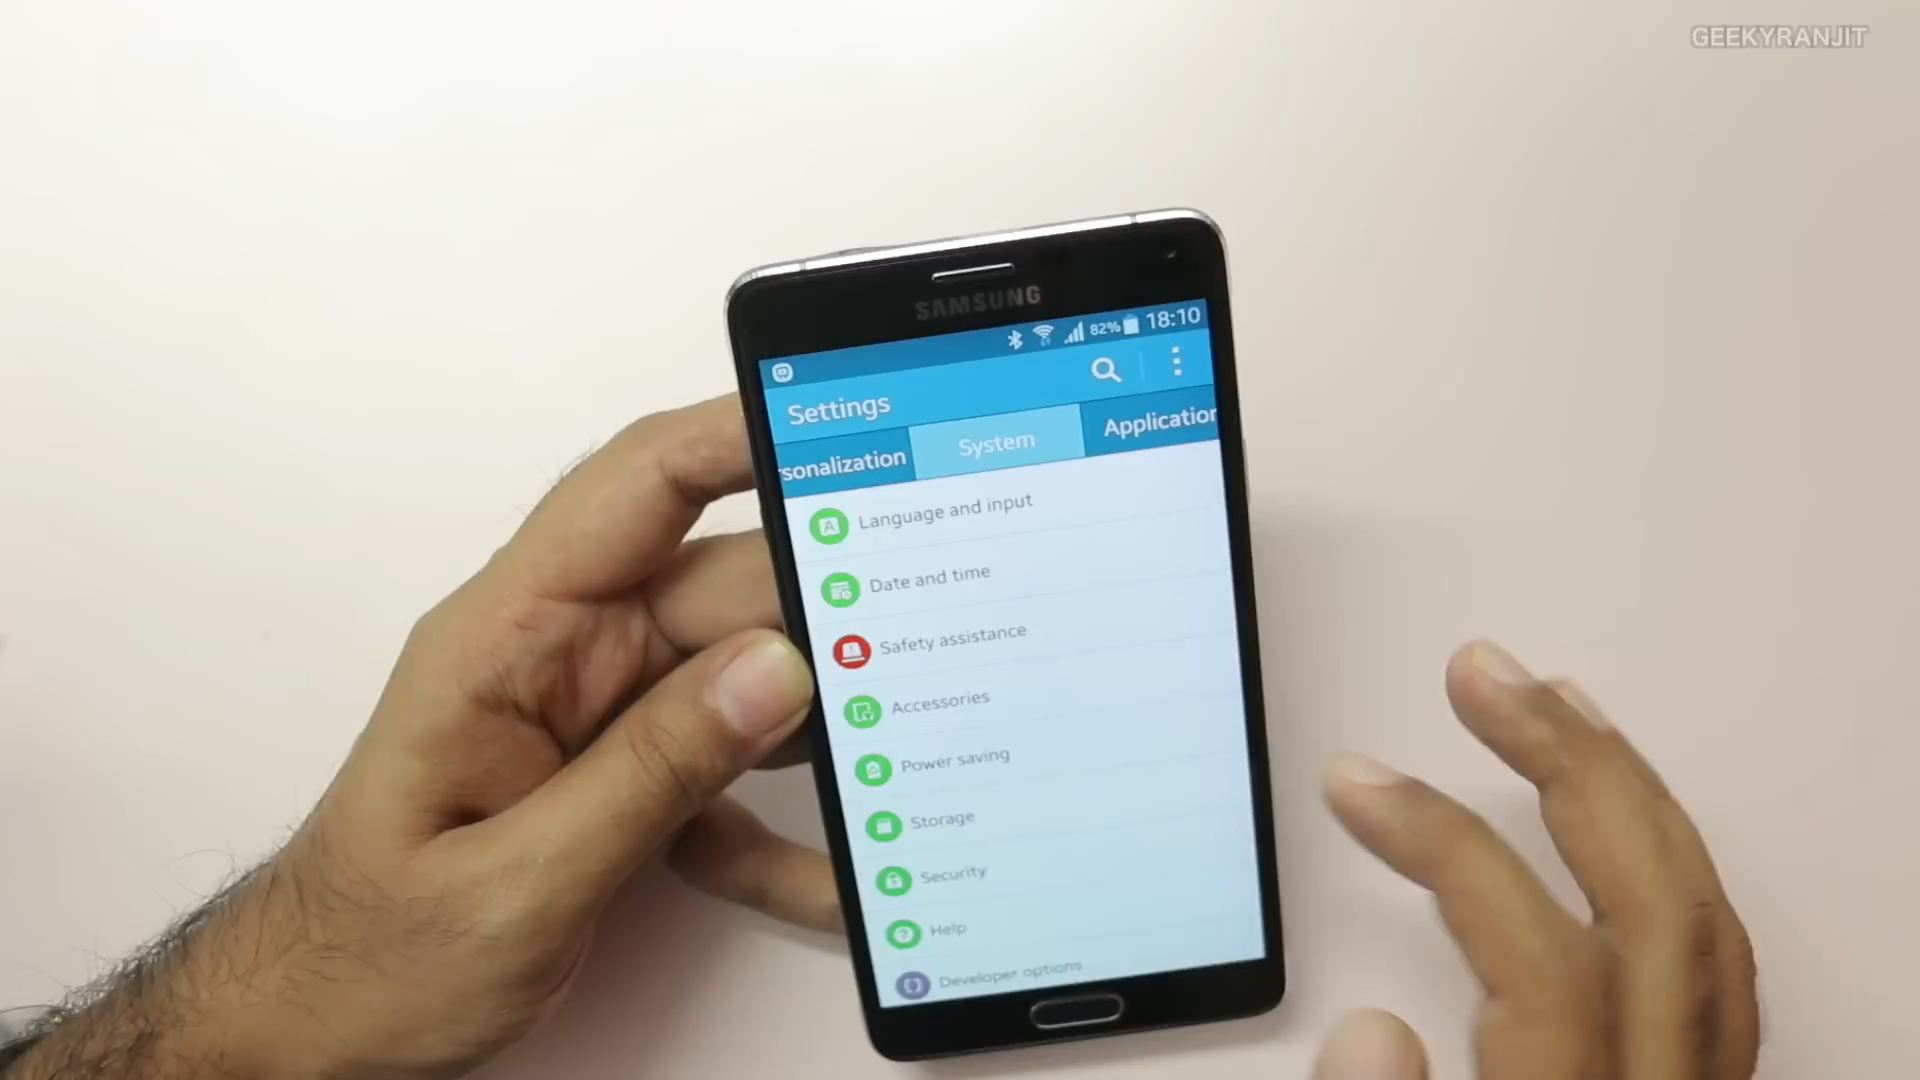 GEEKYRANJIT
SAMSUNG
82% 18:10
Settings
sonalization System Application
Language and input
Date and time
Safety assistance
Accessories
Power saving
Storage
Security
Help
Developer options